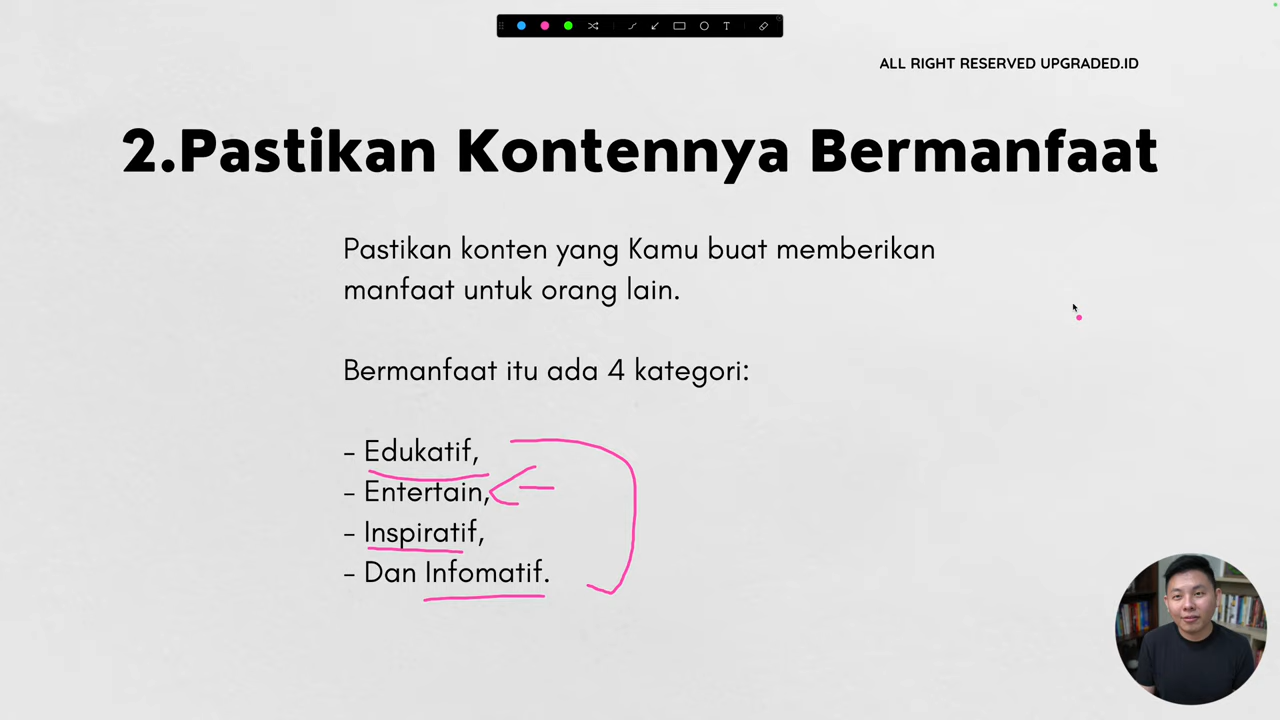 ALL RIGHT RESERVED UPGRADED.ID
2.Pastikan Kontennya Bermanfaat
Pastikan konten yang Kamu buat memberikan
manfaat untuk orang lain.
Bermanfaat itu ada 4 kategori:
- Edukatif,
- Entertain,
- Inspiratif,
- Dan Infomatif.